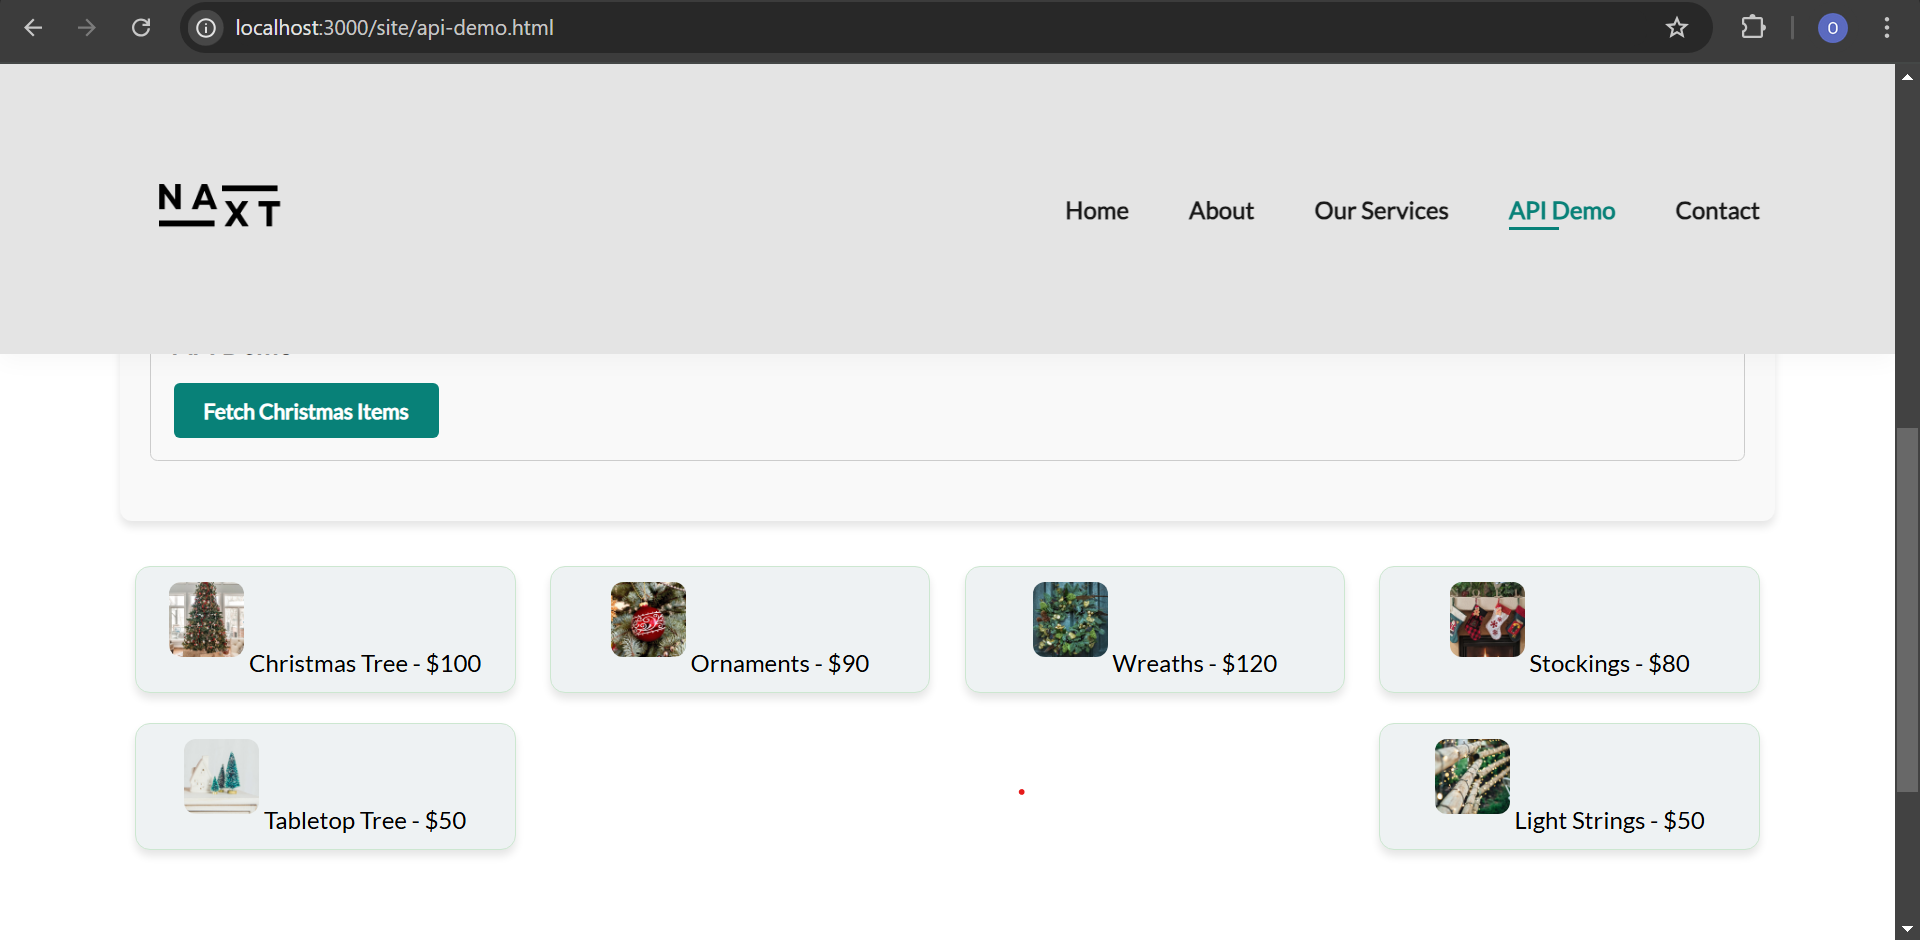 localhost:3000/site/api-demo.html
O
NAXT
Home
About
Our Services
API Demo
Contact
Fetch Christmas Items
Christmas Tree - $100
Ornaments - $90
Wreaths - $120
Stockings - $80
Tabletop Tree - $50
Light Strings - $50